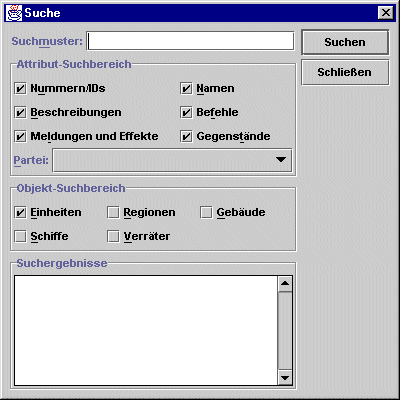 Suche
Suchmuster:
Suchen
Schließen
Attribut-Suchbereich
Nummern/IDs Namen
Beschreibungen Befehle
Meldungen und Effekte Gegenstände
Partei:
Objekt-Suchbereich
Einheiten Regionen Gebäude
Schiffe Verräter
Suchergebnisse